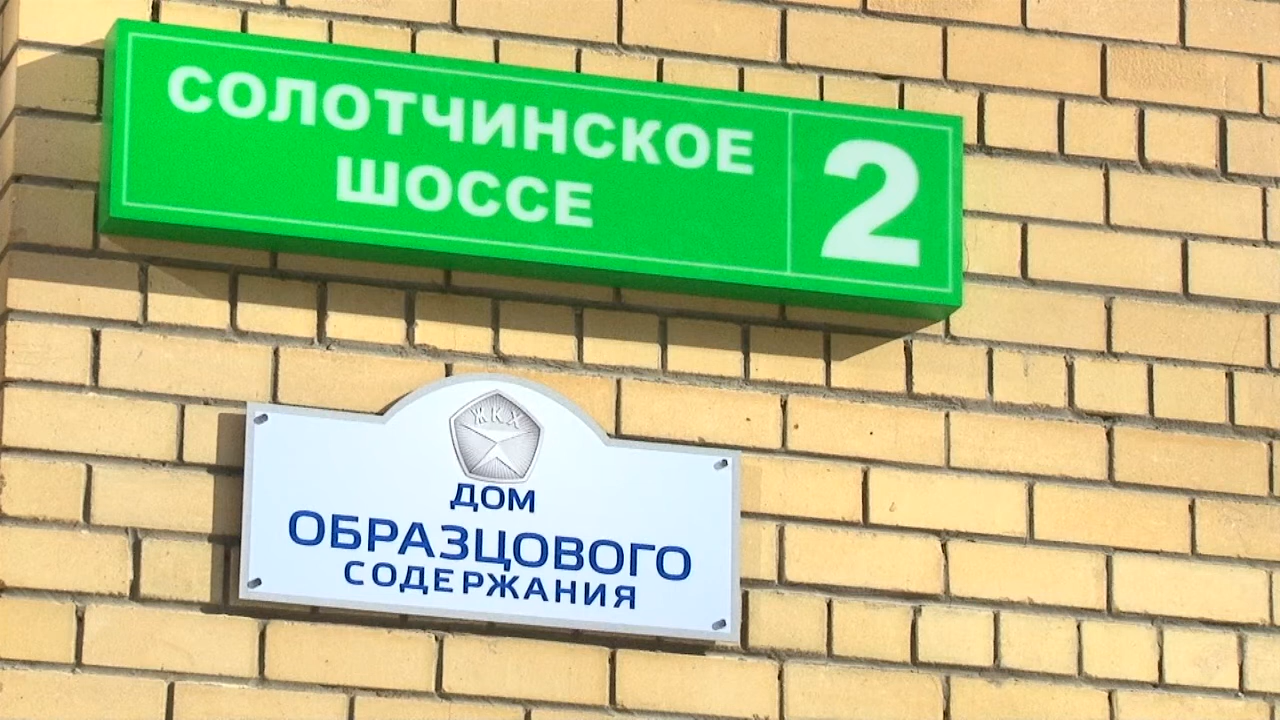 СОЛОТЧИНСКОЕ
ШОССЕ
2
ЖКХ
ДОМ
ОБРАЗЦОВОГО
СОДЕРЖАНИЯ